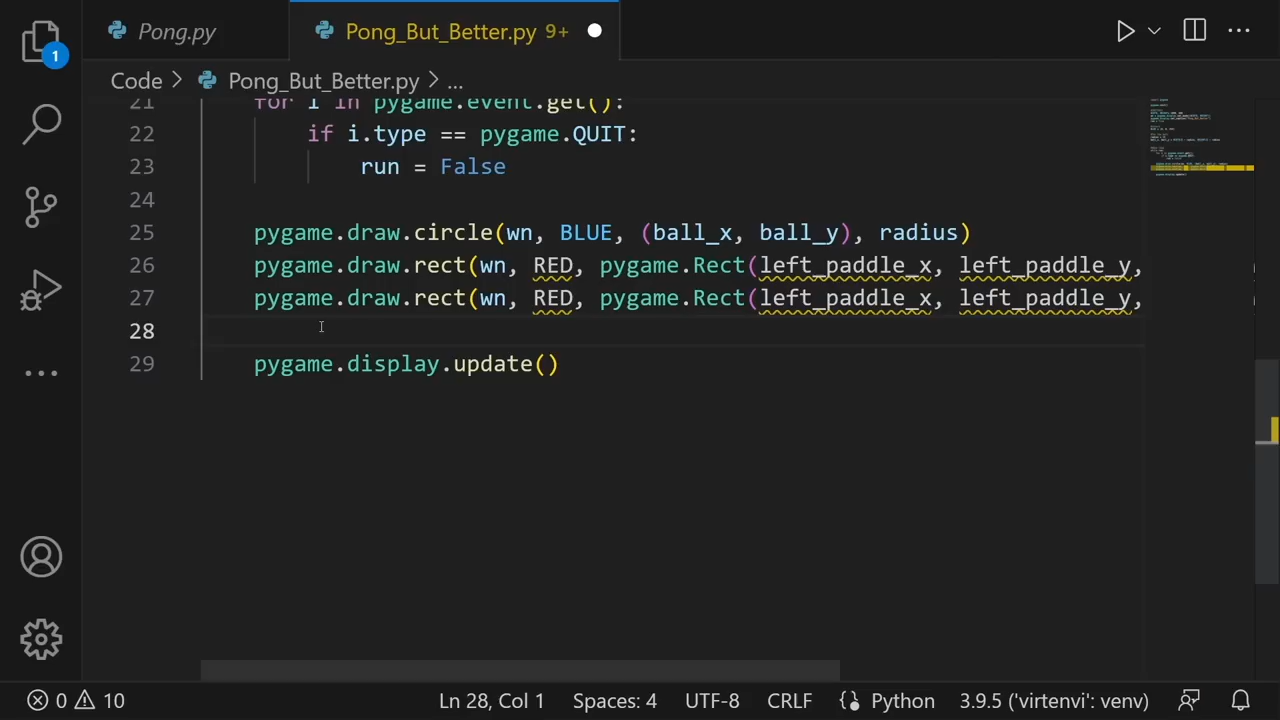 1
Pong.py
Pong_But_Better.py 9+
Code > Pong_But_Better.py > ...
21 for i in pygame.event.get():
22 if i.type == pygame.QUIT:
23 run = False
24
25 pygame.draw.circle(wn, BLUE, (ball_x, ball_y), radius)
26 pygame.draw.rect(wn, RED, pygame.Rect(left_paddle_x, left_paddle_y,
27 pygame.draw.rect(wn, RED, pygame.Rect(left_paddle_x, left_paddle_y,
28
29 pygame.display.update()
0 10 Ln 28, Col 1 Spaces: 4 UTF-8 CRLF Python 3.9.5 ('virtenvi': venv)